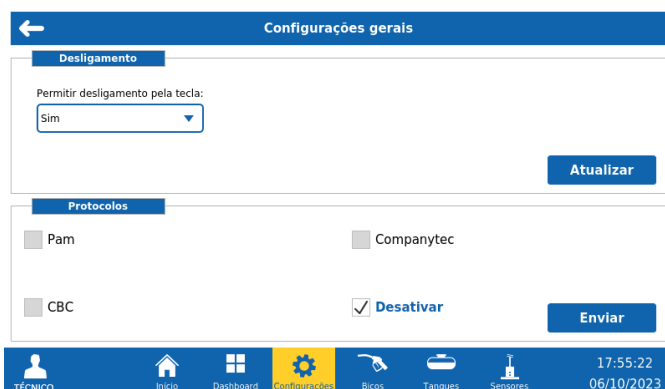 Configurações gerais
Desligamento
Permitir desligamento pela tecla:
Sim
Atualizar
Protocolos
Pam
Companytec
CBC
Desativar
Enviar
TÉCNICO
Início
Dashboard
Configurações
Bicos
Tanques
Sensores
17:55:22
06/10/2023